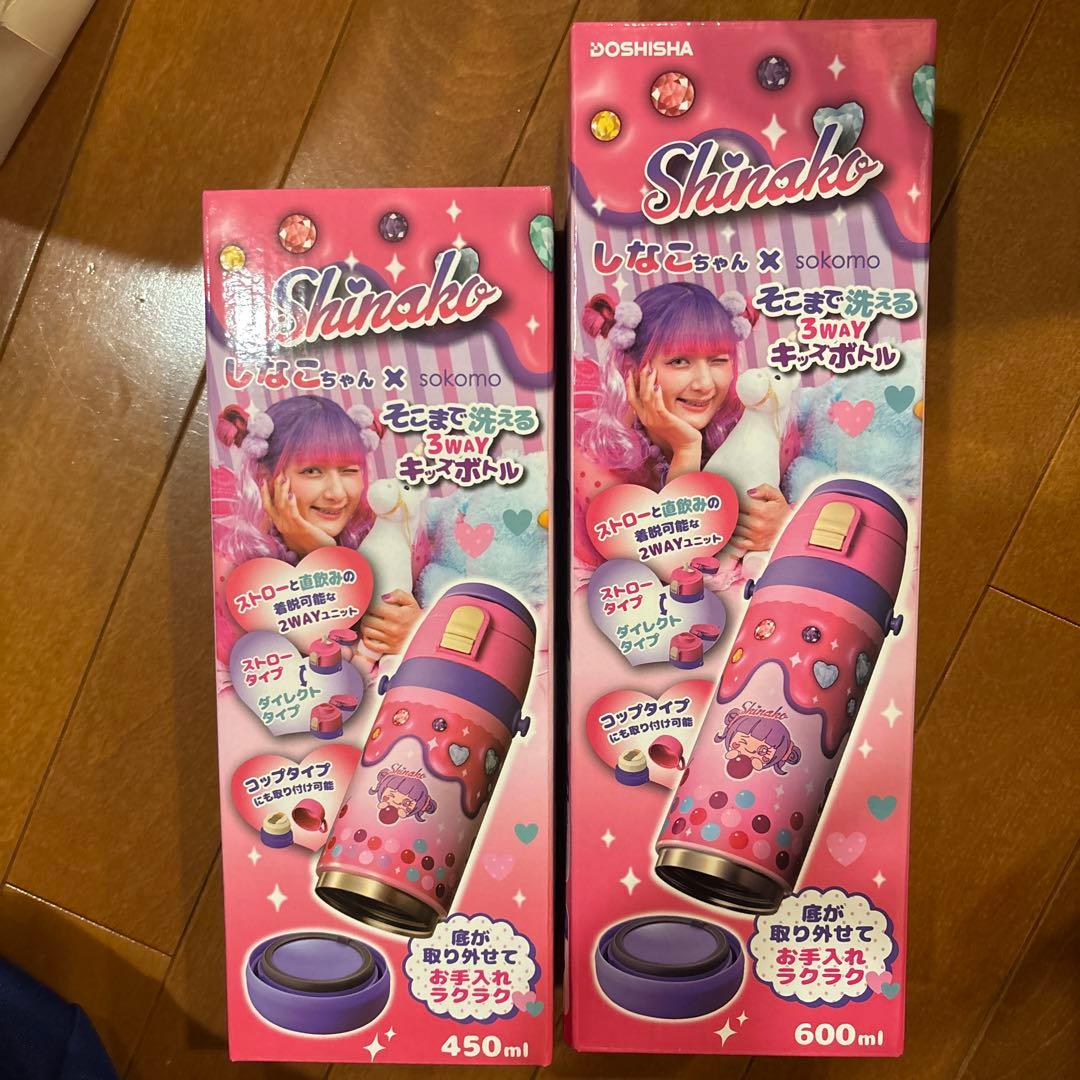 Shinako
しなこちゃん × sokomo
そこまで洗える
3WAY
キッズボトル
ストローと直飲みの
着脱可能な
2WAYユニット
ストロー
タイプ
ダイレクト
タイプ
コップタイプ
にも取り付け可能
Shinako
底が
取り外せて
お手入れ
ラクラク
450ml
DOSHISHA
Shinako
しなこちゃん × sokomo
そこまで洗える
3WAY
キッズボトル
ストローと直飲みの
着脱可能な
2WAYユニット
ストロー
タイプ
ダイレクト
タイプ
コップタイプ
にも取り付け可能
Shinako
底が
取り外せて
お手入れ
ラクラク
600ml